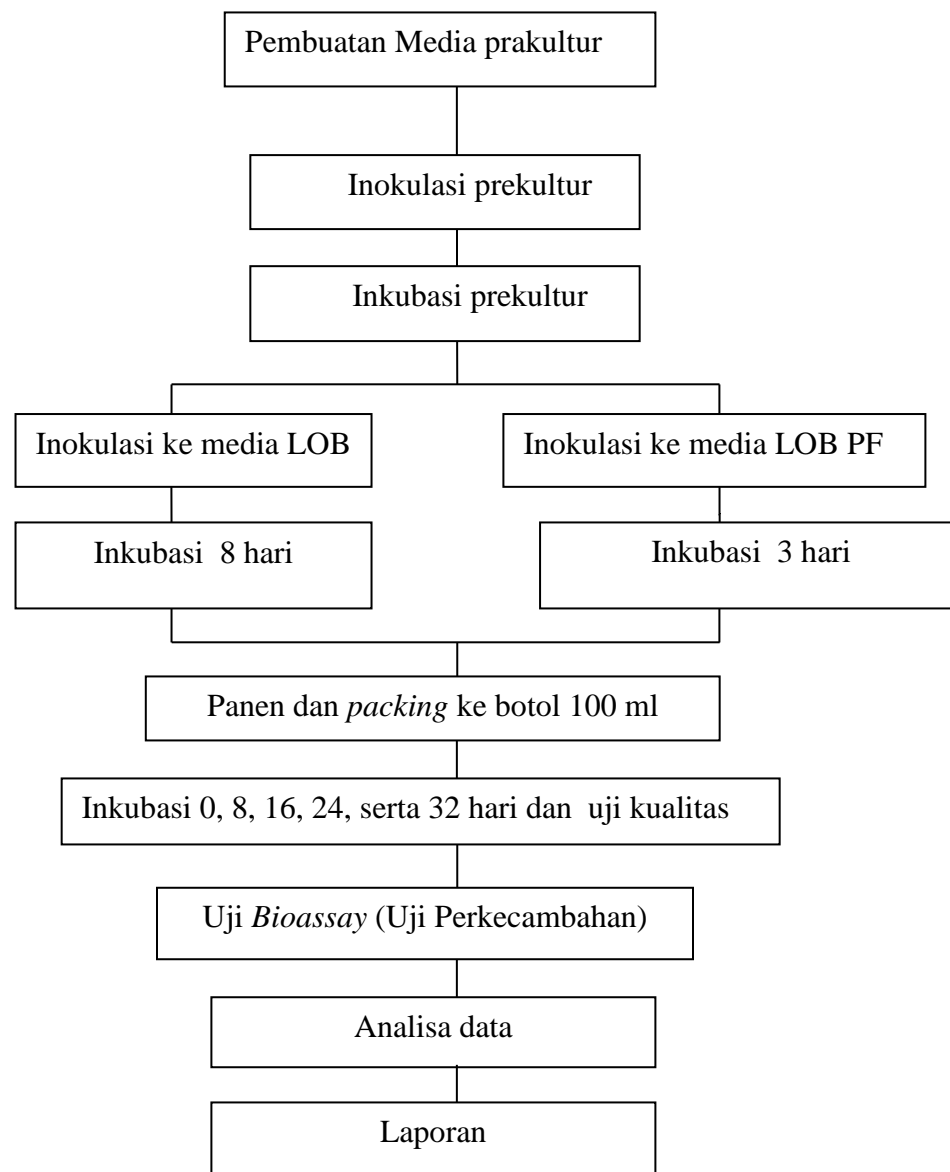 Pembuatan Media prakultur
Inokulasi prekultur
Inkubasi prekultur
Inokulasi ke media LOB
Inokulasi ke media LOB PF
Inkubasi  8 hari
Inkubasi  3 hari
Panen dan packing ke botol 100 ml
Inkubasi 0, 8, 16, 24, serta 32 hari dan  uji kualitas
Uji Bioassay (Uji Perkecambahan)
Analisa data
Laporan